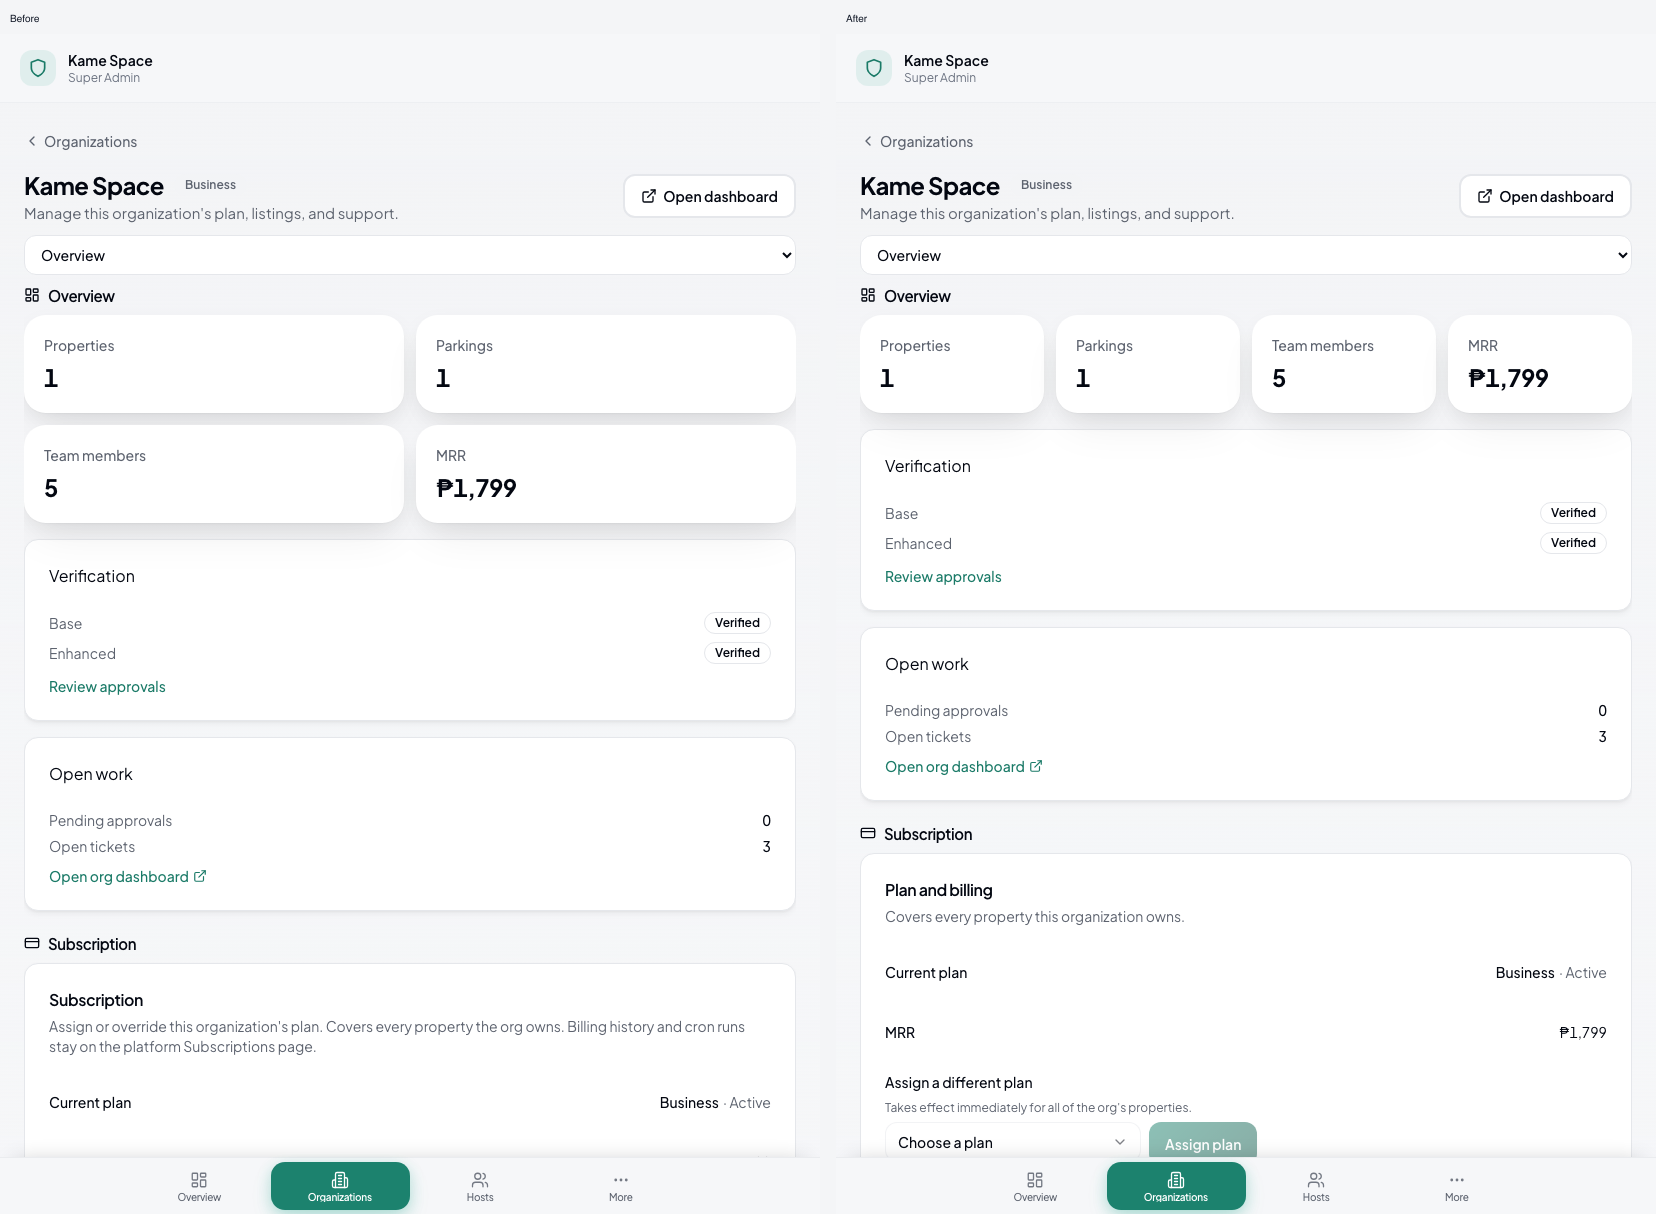 Before
Kame Space
Super Admin
Organizations
Kame Space
Business
Manage this organization's plan, listings, and support.
Open dashboard
Overview
Overview
Properties
1
Parkings
1
Team members
5
MRR
₱1,799
Verification
Base
Verified
Enhanced
Verified
Review approvals
Open work
Pending approvals
0
Open tickets
3
Open org dashboard
Subscription
Subscription
Assign or override this organization's plan. Covers every property the org owns. Billing history and cron runs
stay on the platform Subscriptions page.
Current plan
Business · Active
Overview
Organizations
Hosts
More
After
Kame Space
Super Admin
Organizations
Kame Space
Business
Manage this organization's plan, listings, and support.
Open dashboard
Overview
Overview
Properties
1
Parkings
1
Team members
5
MRR
₱1,799
Verification
Base
Verified
Enhanced
Verified
Review approvals
Open work
Pending approvals
0
Open tickets
3
Open org dashboard
Subscription
Plan and billing
Covers every property this organization owns.
Current plan
Business · Active
MRR
₱1,799
Assign a different plan
Takes effect immediately for all of the org's properties.
Choose a plan
Assign plan
Overview
Organizations
Hosts
More